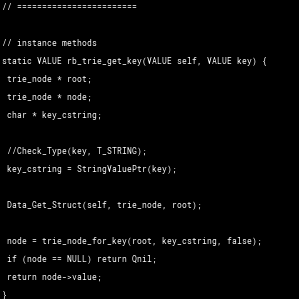 // ========================
// instance methods
static VALUE rb_trie_get_key(VALUE self, VALUE key) {
trie_node * root;
trie_node * node;
char * key_cstring;
//Check_Type(key, T_STRING);
key_cstring = StringValuePtr(key);
Data_Get_Struct(self, trie_node, root);
node = trie_node_for_key(root, key_cstring, false);
if (node == NULL) return Qnil;
return node->value;
}